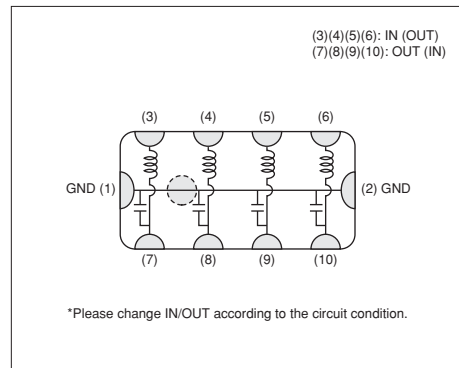 (3)(4)(5)(6): IN (OUT)
(7)(8)(9)(10): OUT (IN)
(3) (4) (5) (6)
GND (1) (2) GND
(7) (8) (9) (10)
*Please change IN/OUT according to the circuit condition.